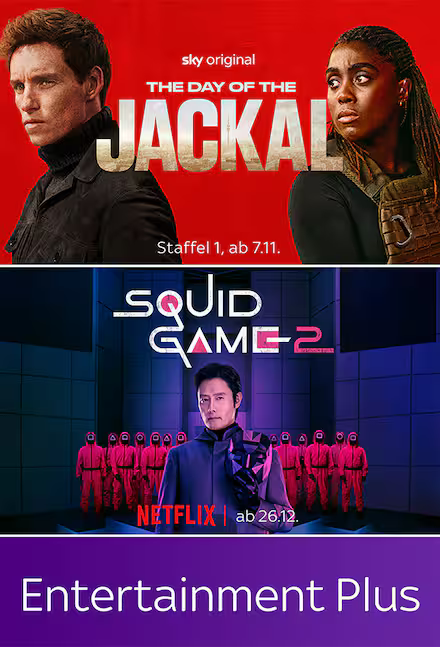 sky original
THE DAY OF THE
JACKAL
Staffel 1, ab 7.11.
SQUID
GAME 2
NETFLIX | ab 26.12.
Entertainment Plus